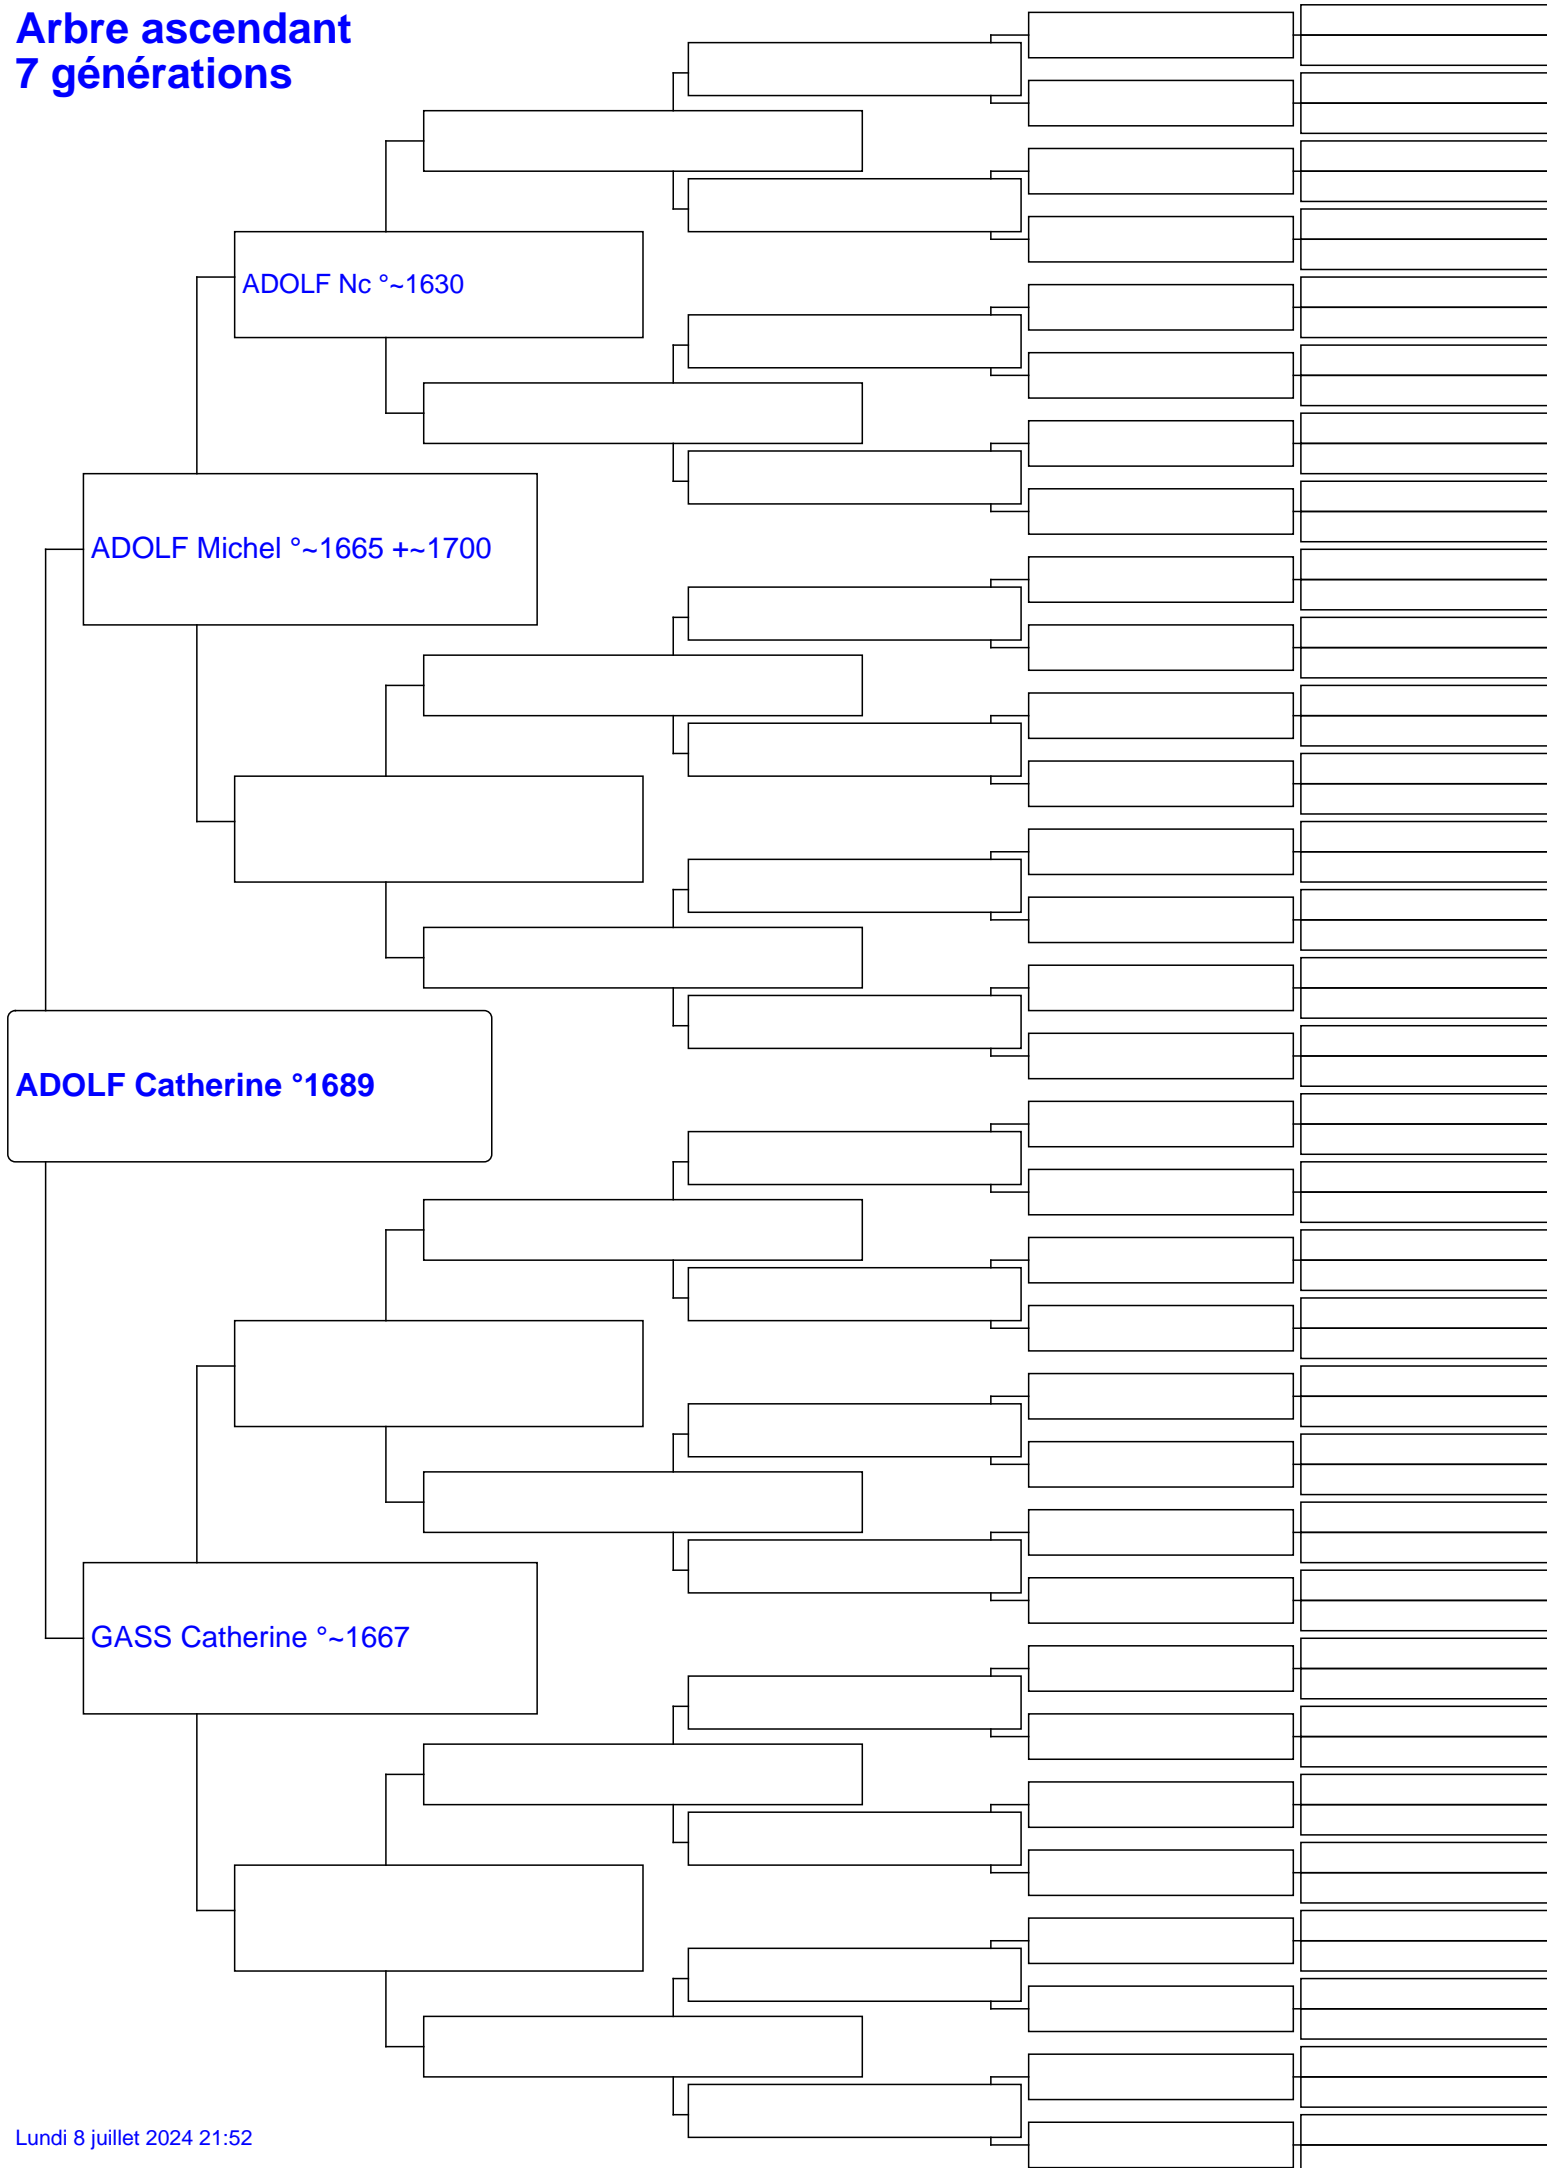 Arbre ascendant
7 générations
ADOLF Nc °~1630
ADOLF Michel °~1665 +~1700
ADOLF Catherine °1689
GASS Catherine °~1667
Lundi 8 juillet 2024 21:52